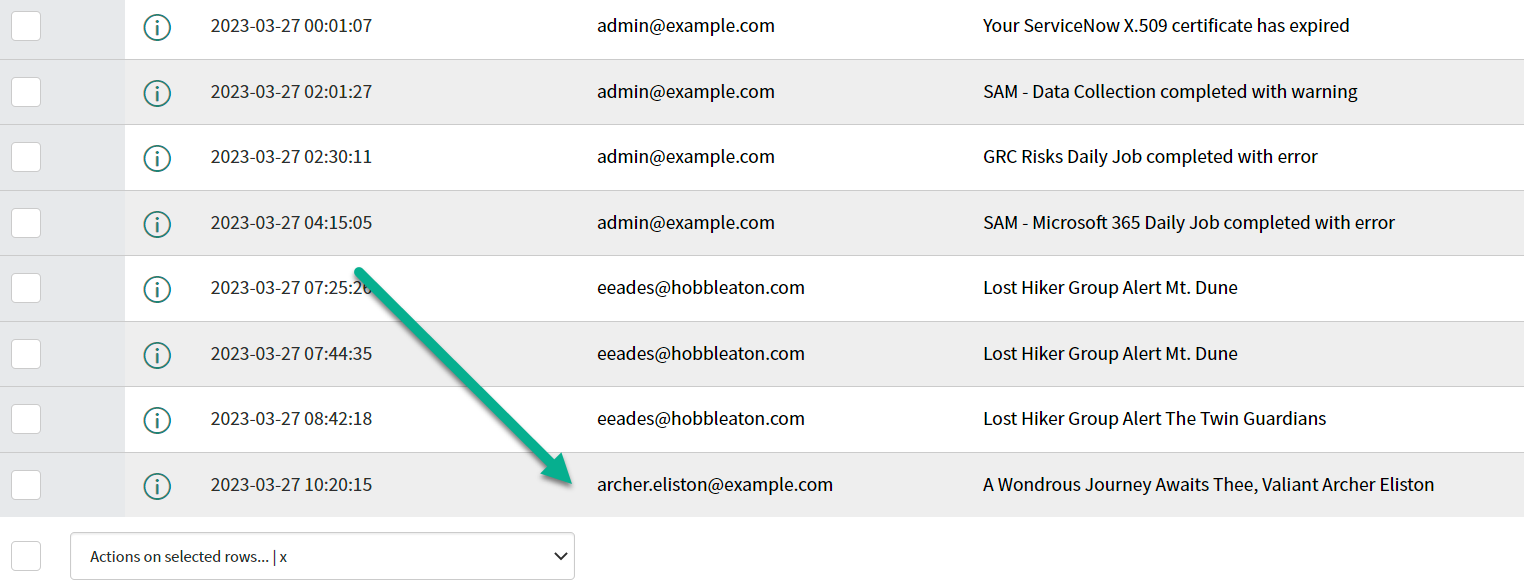 2023-03-27 00:01:07 admin@example.com Your ServiceNow X.509 certificate has expired
2023-03-27 02:01:27 admin@example.com SAM - Data Collection completed with warning
2023-03-27 02:30:11 admin@example.com GRC Risks Daily Job completed with error
2023-03-27 04:15:05 admin@example.com SAM - Microsoft 365 Daily Job completed with error
2023-03-27 07:25:26 eeades@hobbleaton.com Lost Hiker Group Alert Mt. Dune
2023-03-27 07:44:35 eeades@hobbleaton.com Lost Hiker Group Alert Mt. Dune
2023-03-27 08:42:18 eeades@hobbleaton.com Lost Hiker Group Alert The Twin Guardians
2023-03-27 10:20:15 archer.eliston@example.com A Wondrous Journey Awaits Thee, Valiant Archer Eliston
Actions on selected rows... | x